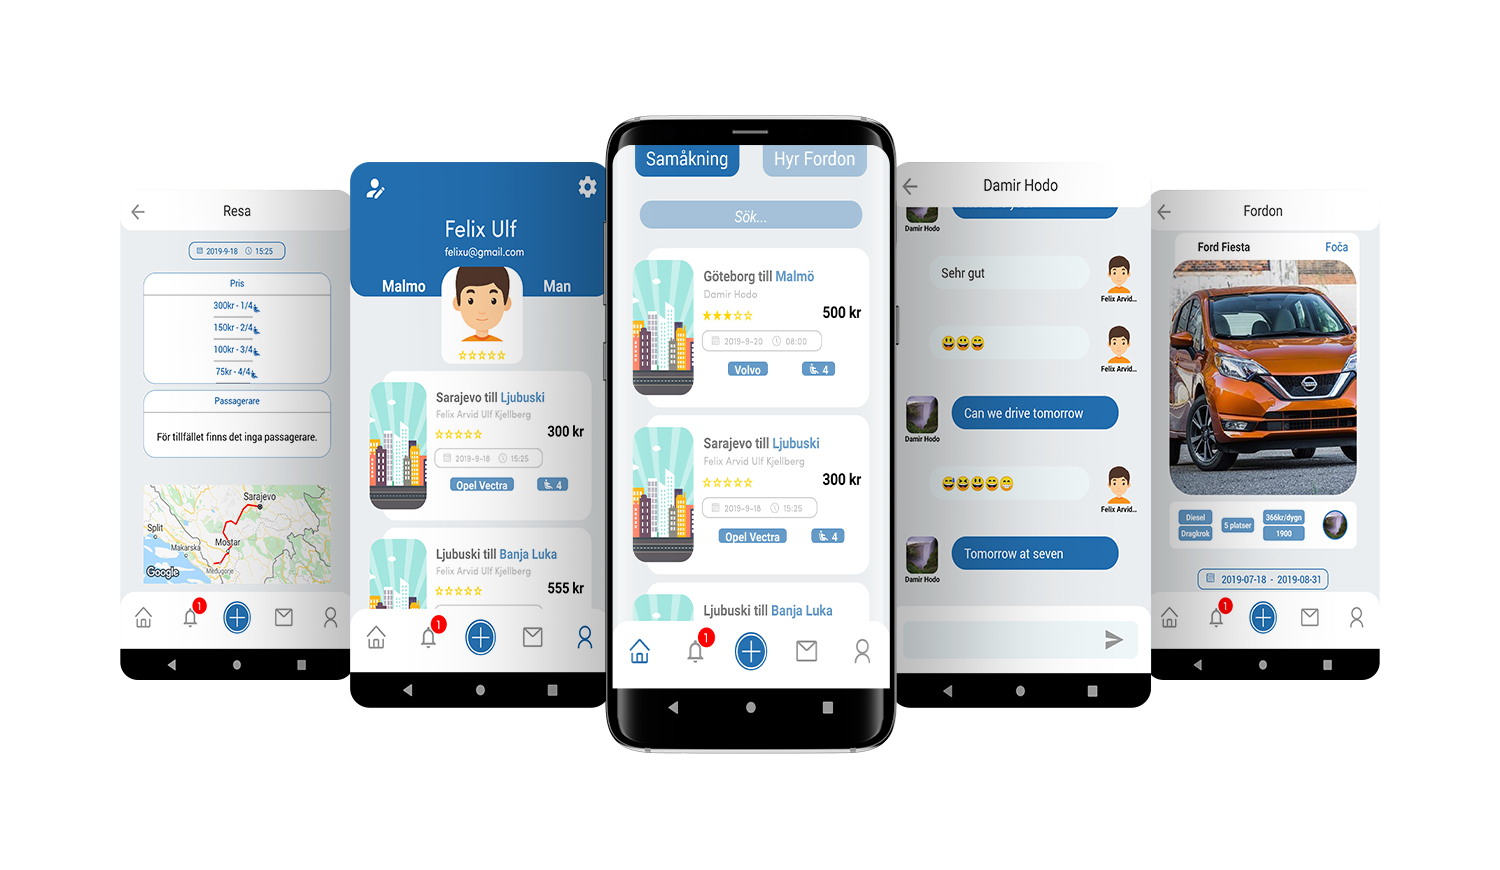 Resa
2019-9-18 15:25
Pris
300kr - 1/4
150kr - 2/4
100kr - 3/4
75kr - 4/4
Passagerare
För tillfället finns det inga passagerare.
Sarajevo
Split
Mostar
Makarska
Međugorje
Google
1
Felix Ulf
felixu@gmail.com
Malmo
Man
Sarajevo till Ljubuski
Felix Arvid Ulf Kjellberg
300 kr
2019-9-18 15:25
Opel Vectra
4
Ljubuski till Banja Luka
Felix Arvid Ulf Kjellberg
555 kr
1
Samåkning
Hyr Fordon
Sök...
Göteborg till Malmö
Damir Hodo
500 kr
2019-9-20 08:00
Volvo
4
Sarajevo till Ljubuski
Felix Arvid Ulf Kjellberg
300 kr
2019-9-18 15:25
Opel Vectra
4
Ljubuski till Banja Luka
1
Damir Hodo
Damir Hodo
Sehr gut
Felix Arvid...
😃😀😄
Felix Arvid...
Can we drive tomorrow
Damir Hodo
😅😆😃😄😁
Felix Arvid...
Tomorrow at seven
Damir Hodo
Fordon
Ford Fiesta
Foča
Diesel
Dragkrok
5 platser
366kr/dygn
1900
2019-07-18 - 2019-08-31
1